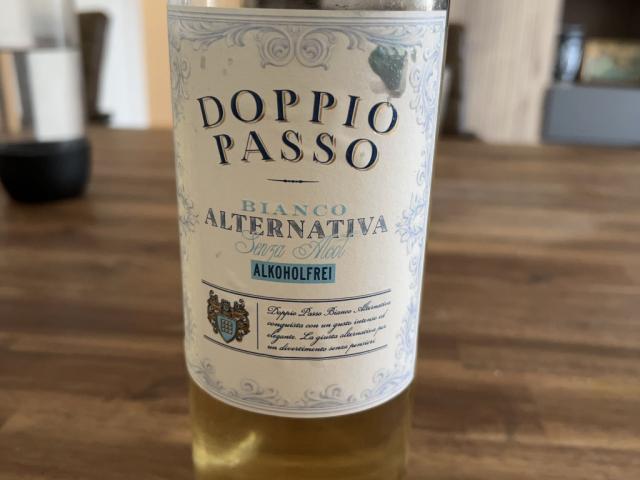 DOPPIO
PASSO
BIANCO
ALTERNATIVA
Senza Alcol
ALKOHOLFREI
Doppio Passo Bianco Alternativa
conquista con un gusto intenso ed
elegante. La giusta alternativa per
un divertimento senza pensieri.